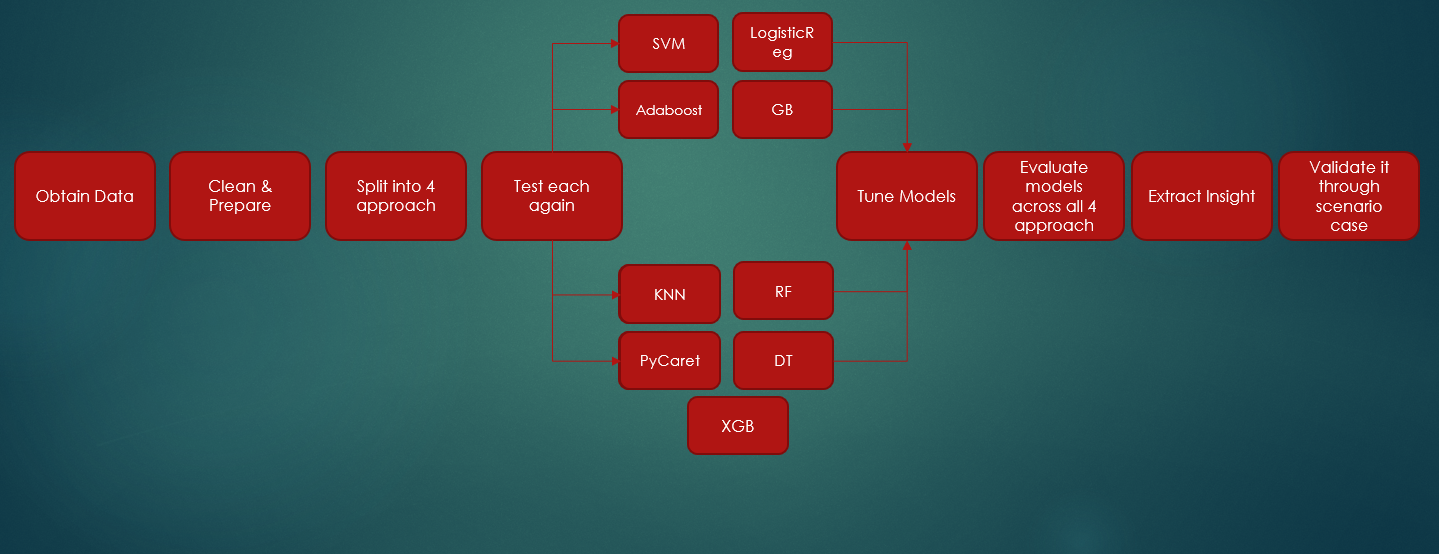 SVM
LogisticR
eg
Adaboost
GB
Obtain Data
Clean &
Prepare
Split into 4
approach
Test each
again
Tune Models
Evaluate
models
across all 4
approach
Extract Insight
Validate it
through
scenario
case
KNN
RF
PyCaret
DT
XGB